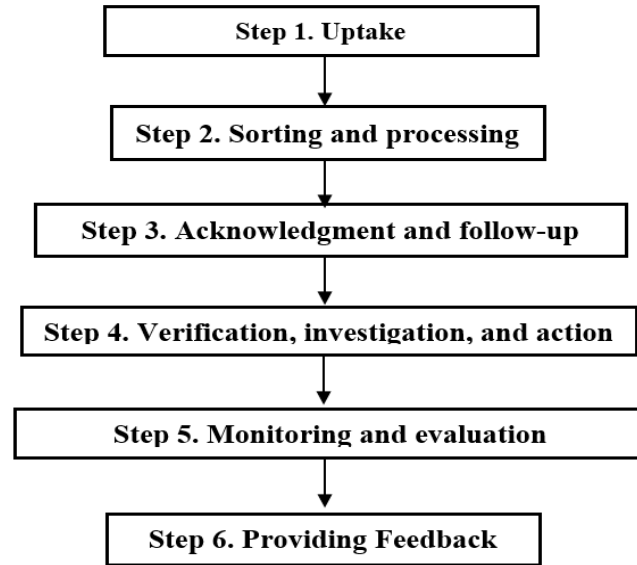 Step 1. Uptake
Step 2. Sorting and processing
Step 3. Acknowledgment and follow-up
Step 4. Verification, investigation, and action
Step 5. Monitoring and evaluation
Step 6. Providing Feedback